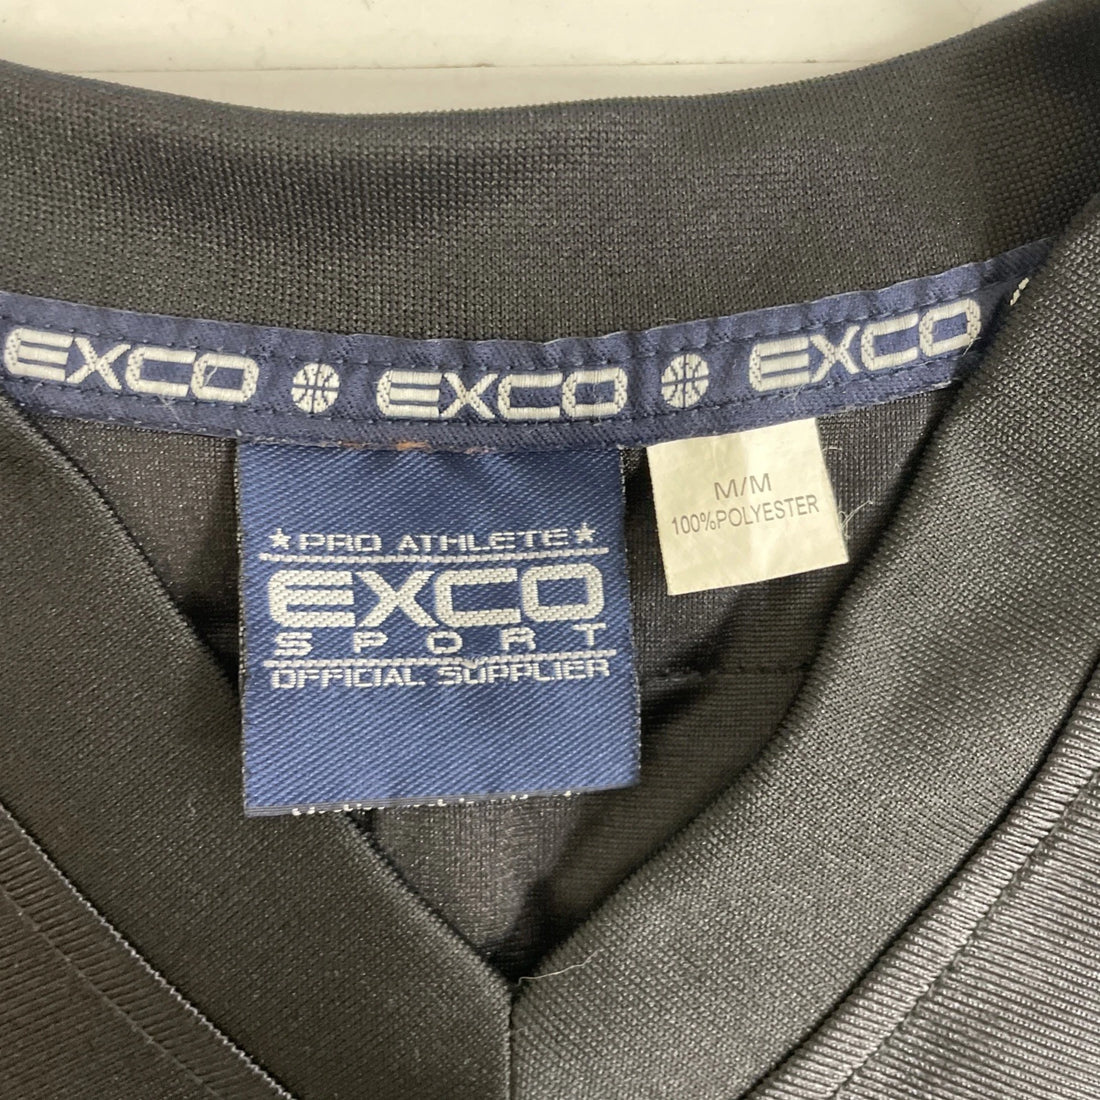 EXCO EXCO EXCO
★PRO ATHLETE★
EXCO
SPORT
OFFICIAL SUPPLIER
M/M
100%POLYESTER